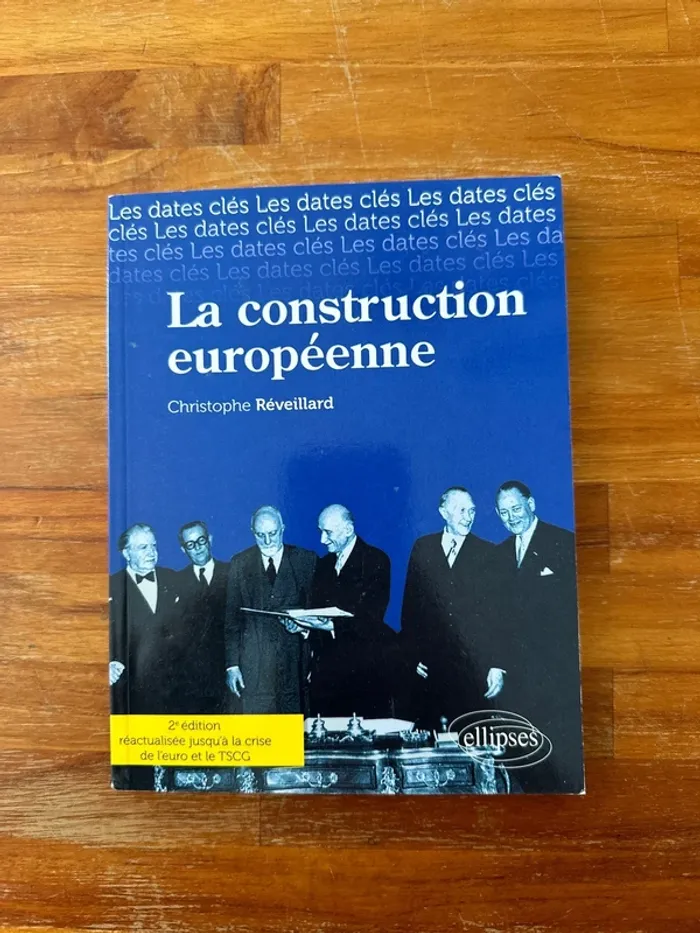 Les dates clés Les dates clés Les dates clés
clés Les dates clés Les dates clés Les dates
tes clés Les dates clés Les dates clés Les da
dates clés Les dates clés Les dates clés
La construction
européenne
Christophe Réveillard
2e édition
réactualisée jusqu'à la crise
de l'euro et le TSCG
ellipses